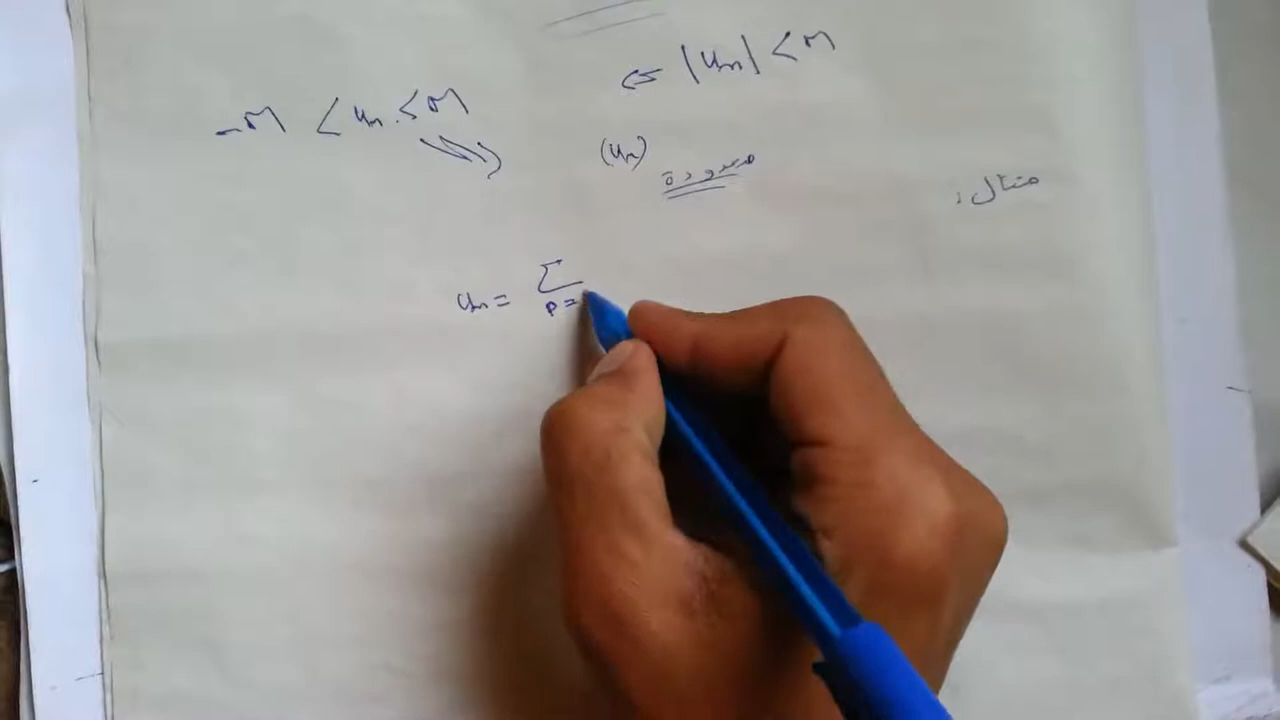 ⇐ |Un| < M
-M < Un < M
(Un) محدودة
مثال:
Un = Σ p=